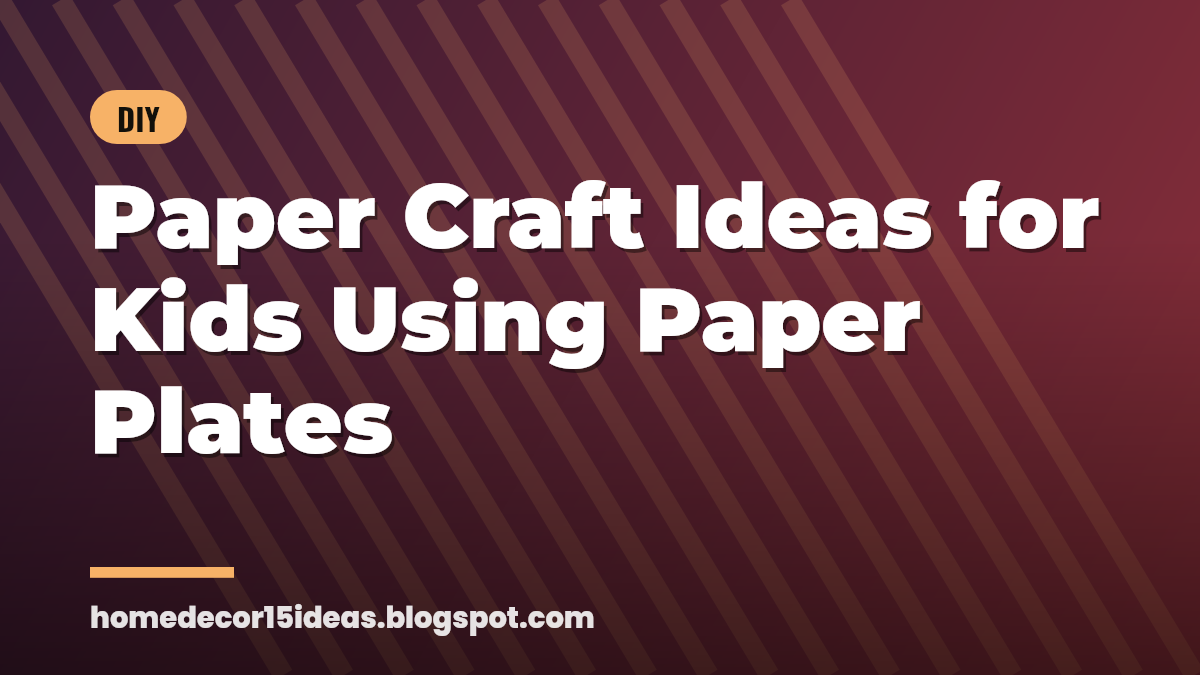 DIY
Paper Craft Ideas for
Kids Using Paper
Plates
homedecor15ideas.blogspot.com